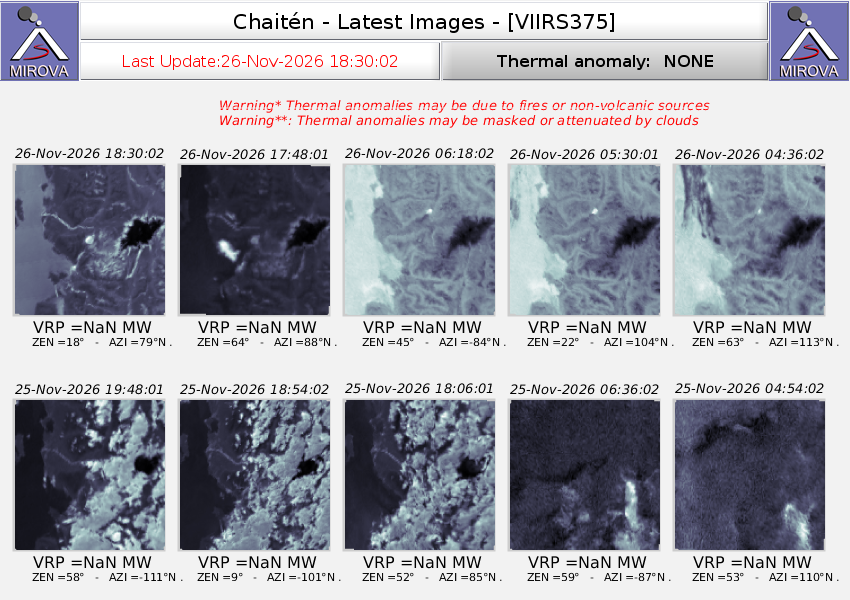 Chaitén - Latest Images - [VIIRS375]
MIROVA
Last Update:26-Nov-2026 18:30:02
Thermal anomaly: NONE
MIROVA
Warning* Thermal anomalies may be due to fires or non-volcanic sources
Warning**: Thermal anomalies may be masked or attenuated by clouds
26-Nov-2026 18:30:02 26-Nov-2026 17:48:01 26-Nov-2026 06:18:02 26-Nov-2026 05:30:01 26-Nov-2026 04:36:02
VRP =NaN MW VRP =NaN MW VRP =NaN MW VRP =NaN MW VRP =NaN MW
ZEN =18° - AZI =79°N . ZEN =64° - AZI =88°N . ZEN =45° - AZI =-84°N . ZEN =22° - AZI =104°N . ZEN =63° - AZI =113°N .
25-Nov-2026 19:48:01 25-Nov-2026 18:54:02 25-Nov-2026 18:06:01 25-Nov-2026 06:36:02 25-Nov-2026 04:54:02
VRP =NaN MW VRP =NaN MW VRP =NaN MW VRP =NaN MW VRP =NaN MW
ZEN =58° - AZI =-111°N . ZEN =9° - AZI =-101°N . ZEN =52° - AZI =85°N . ZEN =59° - AZI =-87°N . ZEN =53° - AZI =110°N .